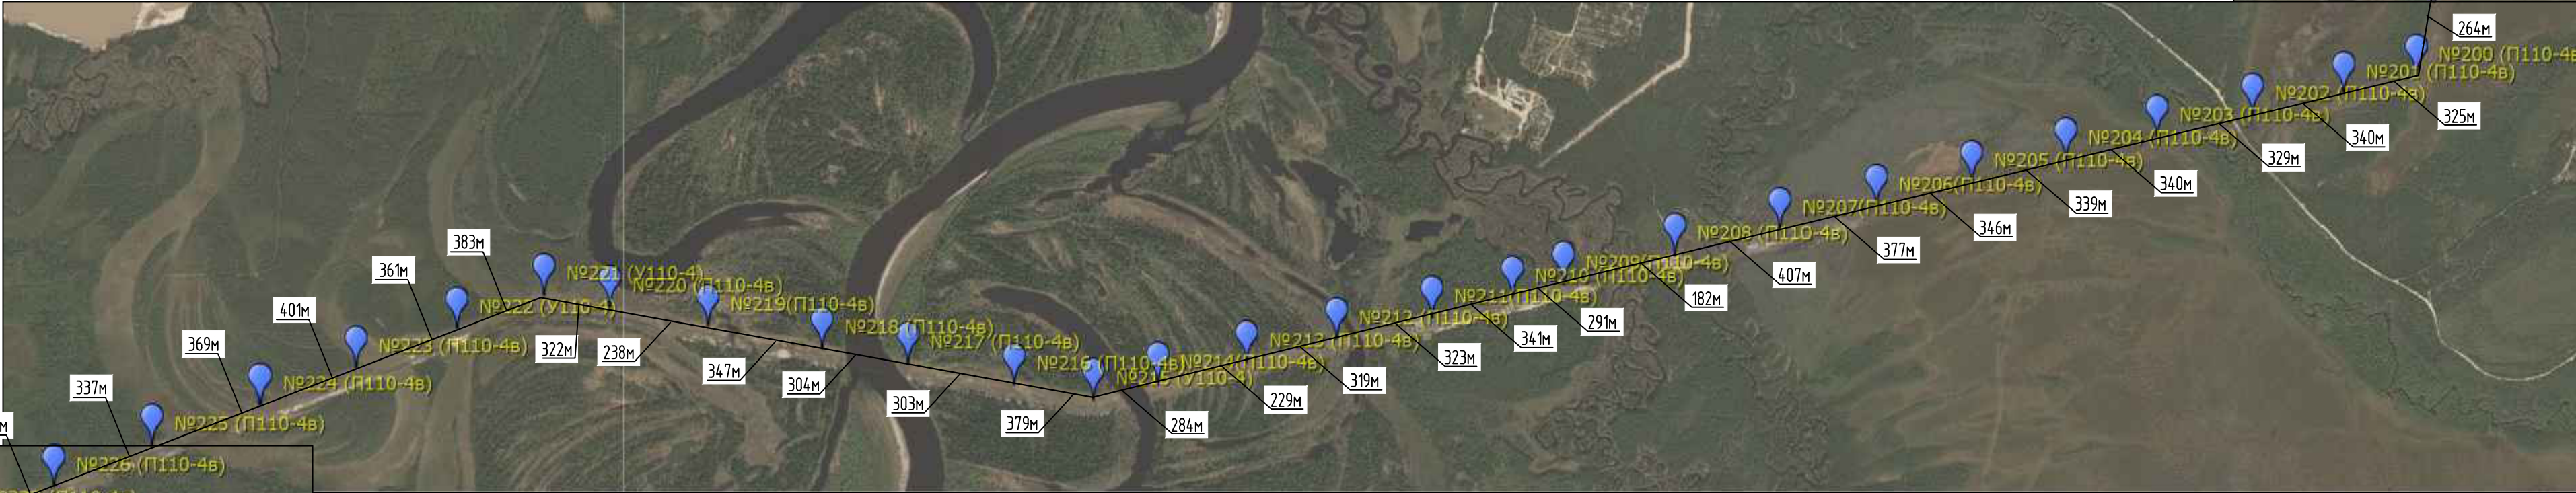 264м
№200 (П110-4в)
№201 (П110-4в)
325м
№202 (П110-4в)
340м
№203 (П110-4в)
329м
№204 (П110-4в)
340м
№205 (П110-4в)
339м
№206(П110-4в)
346м
№207(П110-4в)
377м
№208 (П110-4в)
407м
№209(П110-4в)
182м
№210 (П110-4в)
291м
№211(П110-4в)
341м
№212 (П110-4в)
323м
№213 (П110-4в)
319м
№214(П110-4в)
229м
№215 (У110-4)
284м
№216 (П110-4в)
379м
№217 (П110-4в)
303м
№218 (П110-4в)
304м
№219(П110-4в)
347м
№220 (П110-4в)
238м
№221 (У110-4)
322м
№222 (У110-4)
383м
№223 (П110-4в)
361м
№224 (П110-4в)
401м
№225 (П110-4в)
369м
№226 (П110-4в)
337м
м